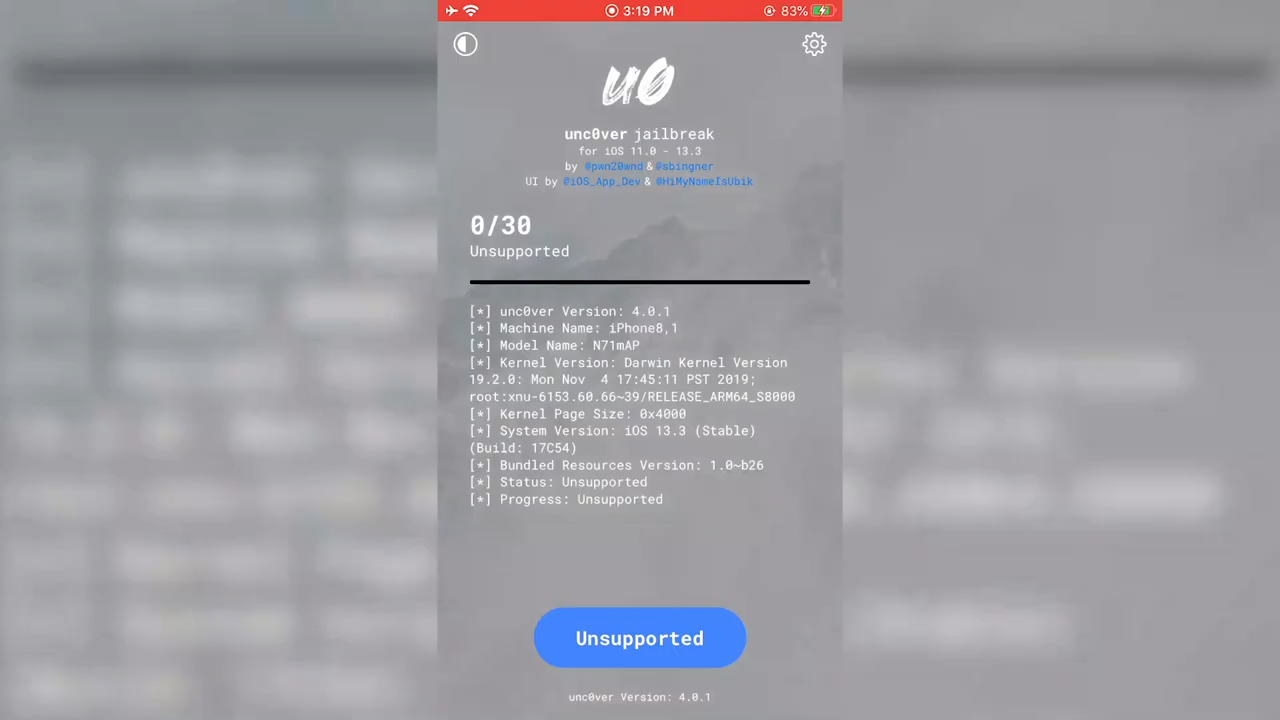 3:19 PM 83%
u0
unc0ver jailbreak
for iOS 11.0 - 13.3
by @pwn20wnd & @sbingner
UI by @iOS_App_Dev & @HiMyNameIsUbik
0/30
Unsupported
[*] unc0ver Version: 4.0.1
[*] Machine Name: iPhone8,1
[*] Model Name: N71mAP
[*] Kernel Version: Darwin Kernel Version
19.2.0: Mon Nov  4 17:45:11 PST 2019;
root:xnu-6153.60.66~39/RELEASE_ARM64_S8000
[*] Kernel Page Size: 0x4000
[*] System Version: iOS 13.3 (Stable)
(Build: 17C54)
[*] Bundled Resources Version: 1.0~b26
[*] Status: Unsupported
[*] Progress: Unsupported
Unsupported
unc0ver Version: 4.0.1